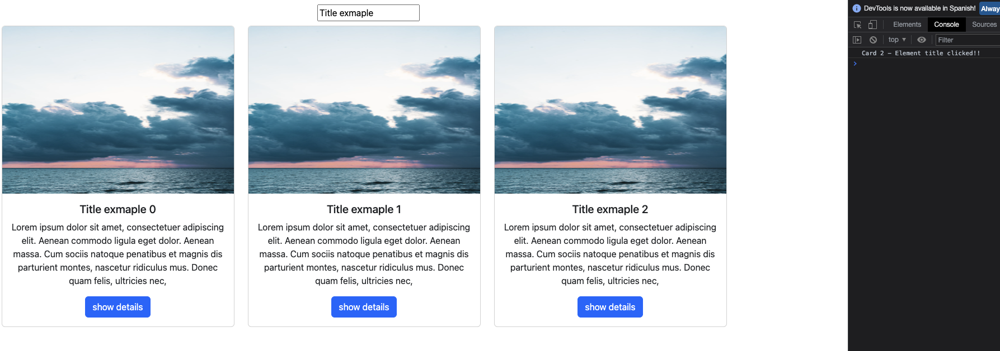 Title exmaple
Title exmaple 0
Lorem ipsum dolor sit amet, consectetuer adipiscing
elit. Aenean commodo ligula eget dolor. Aenean
massa. Cum sociis natoque penatibus et magnis dis
parturient montes, nascetur ridiculus mus. Donec
quam felis, ultricies nec,
show details
Title exmaple 1
Lorem ipsum dolor sit amet, consectetuer adipiscing
elit. Aenean commodo ligula eget dolor. Aenean
massa. Cum sociis natoque penatibus et magnis dis
parturient montes, nascetur ridiculus mus. Donec
quam felis, ultricies nec,
show details
Title exmaple 2
Lorem ipsum dolor sit amet, consectetuer adipiscing
elit. Aenean commodo ligula eget dolor. Aenean
massa. Cum sociis natoque penatibus et magnis dis
parturient montes, nascetur ridiculus mus. Donec
quam felis, ultricies nec,
show details
DevTools is now available in Spanish! Alway
Elements Console Sources
top Filter
Card 2 – Element title clicked!!